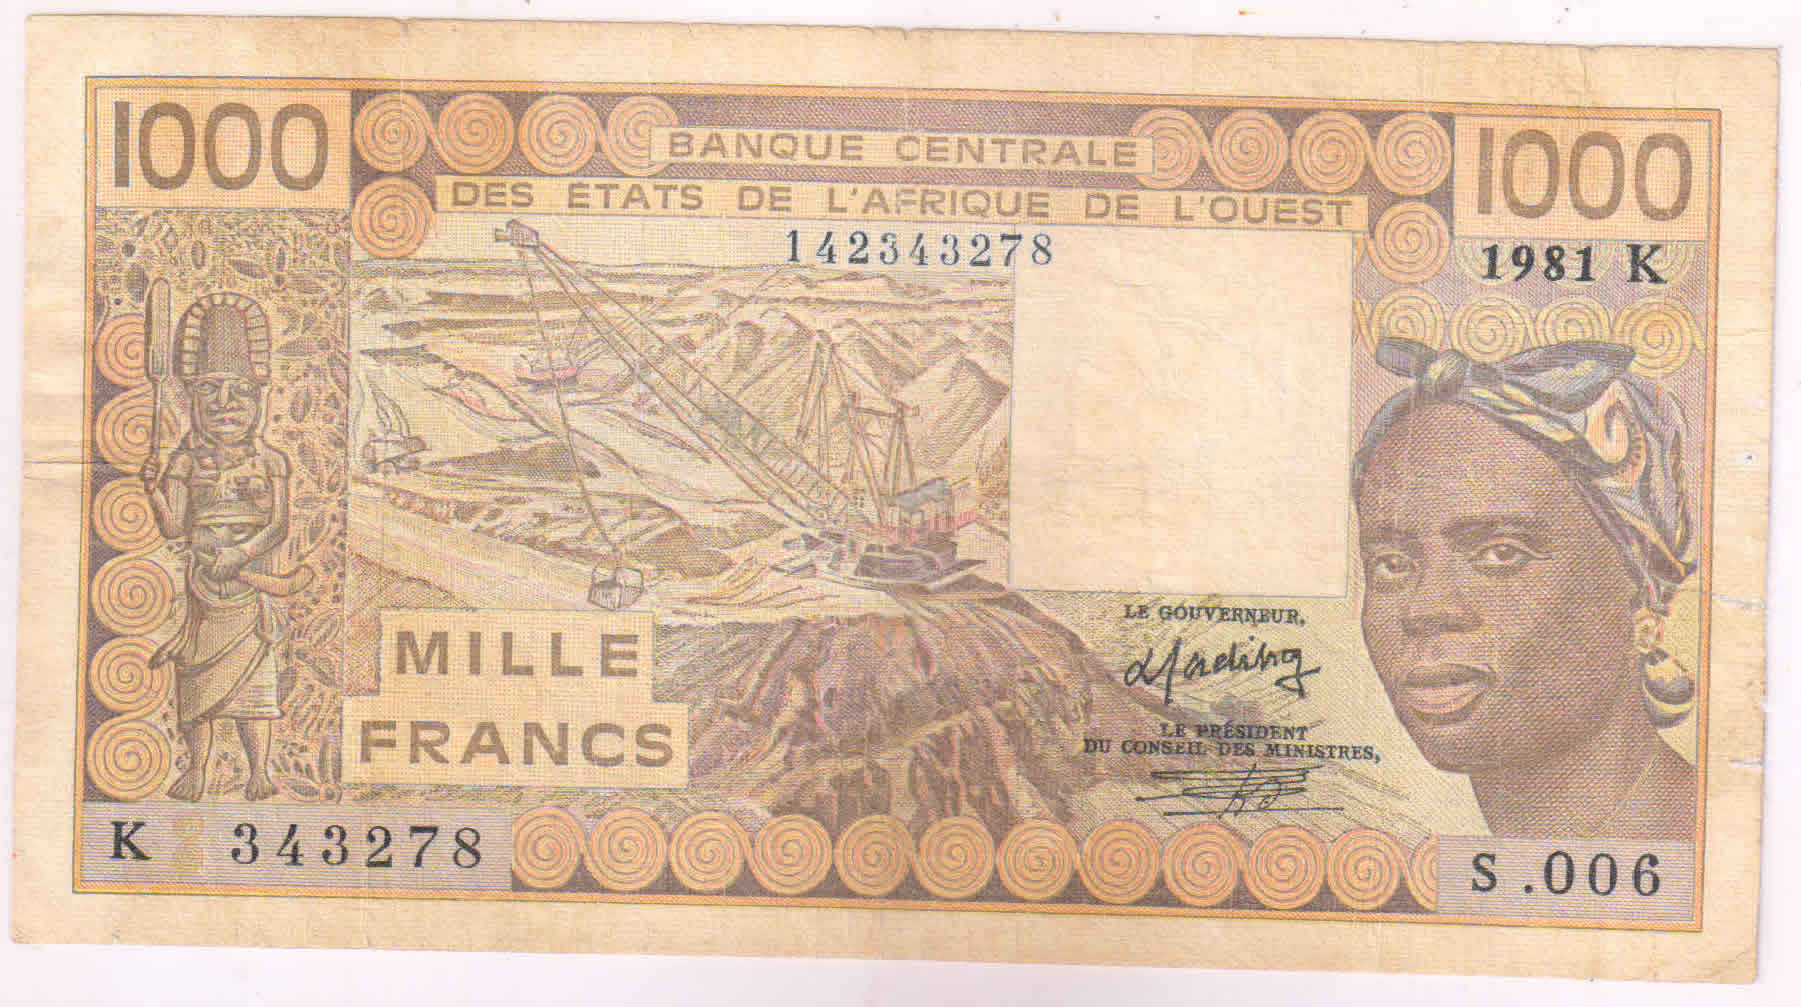 1000
BANQUE CENTRALE
1000
DES ÉTATS DE L'AFRIQUE DE L'OUEST
142343278
1981 K
LE GOUVERNEUR,
MILLE
FRANCS
LE PRÉSIDENT
DU CONSEIL DES MINISTRES,
K 343278
S .006